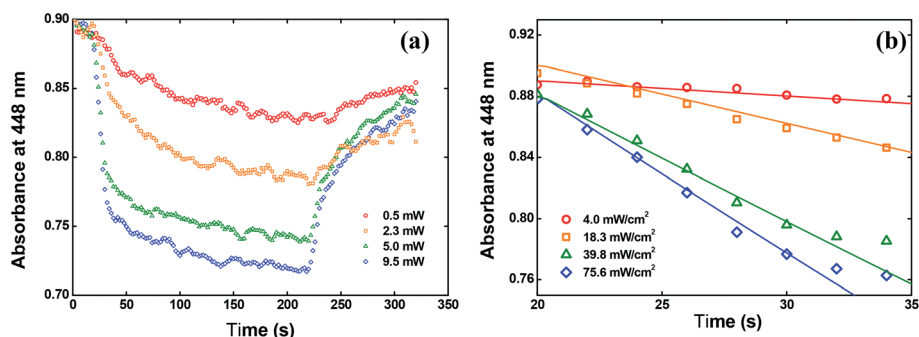 (a)
Absorbance at 448 nm
0.90
0.85
0.80
0.75
0.70
0.5 mW
2.3 mW
5.0 mW
9.5 mW
0 50 100 150 200 250 300 350
Time (s)
(b)
Absorbance at 448 nm
0.92
0.88
0.84
0.80
0.76
4.0 mW/cm²
18.3 mW/cm²
39.8 mW/cm²
75.6 mW/cm²
20 25 30 35
Time (s)